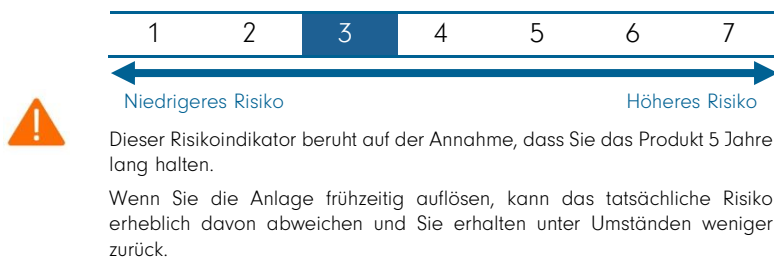 1 2 3 4 5 6 7
Niedrigeres Risiko Höheres Risiko
Dieser Risikoindikator beruht auf der Annahme, dass Sie das Produkt 5 Jahre
lang halten.
Wenn Sie die Anlage frühzeitig auflösen, kann das tatsächliche Risiko
erheblich davon abweichen und Sie erhalten unter Umständen weniger
zurück.